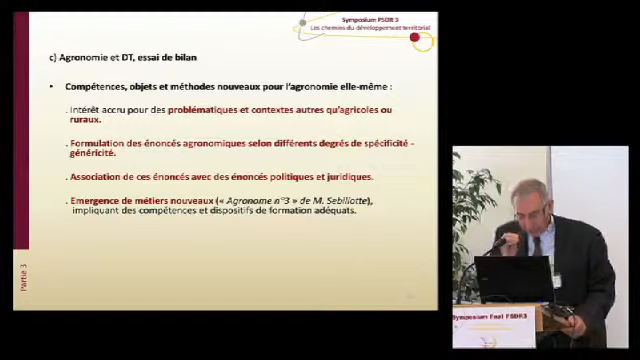 Symposium PSDR 3
Les chemins du développement territorial
c) Agronomie et DT, essai de bilan
• Compétences, objets et méthodes nouveaux pour l'agronomie elle-même :
. Intérêt accru pour des problématiques et contextes autres qu'agricoles ou
ruraux.
. Formulation des énoncés agronomiques selon différents degrés de spécificité -
généricité.
. Association de ces énoncés avec des énoncés politiques et juridiques.
. Emergence de métiers nouveaux (« Agronome n°3 » de M. Sebillotte),
impliquant des compétences et dispositifs de formation adéquats.
Partie 3
Symposium Final PSDR3